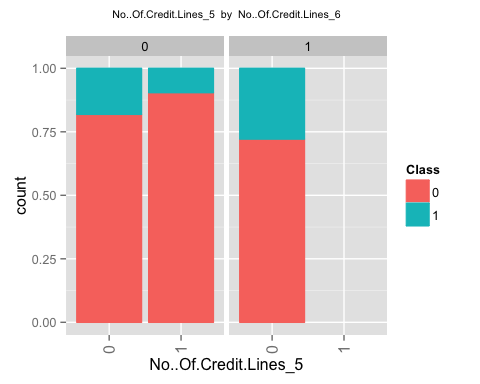 No..Of.Credit.Lines_5 by No..Of.Credit.Lines_6
0 1
1.00
0.75
0.50
0.25
0.00
count
0 1 0 1
No..Of.Credit.Lines_5
Class
0
1